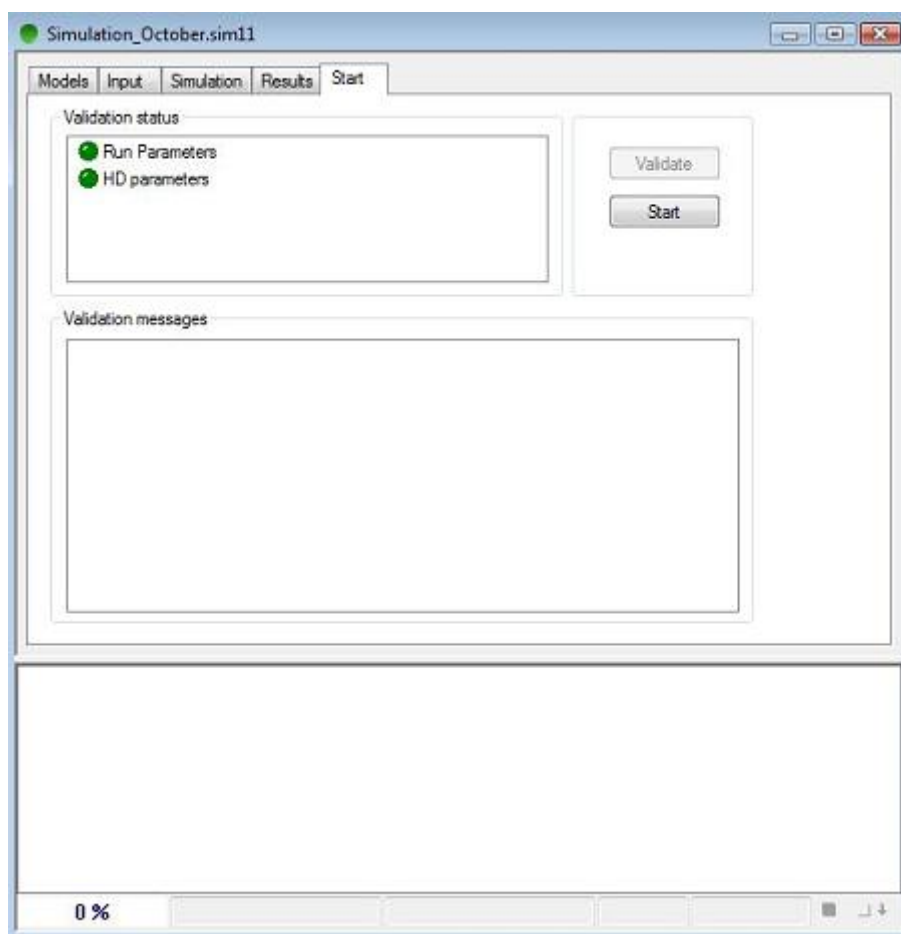 Simulation_October.sim11
Models Input Simulation Results Start
Validation status
Run Parameters
HD parameters
Validate
Start
Validation messages
0 %